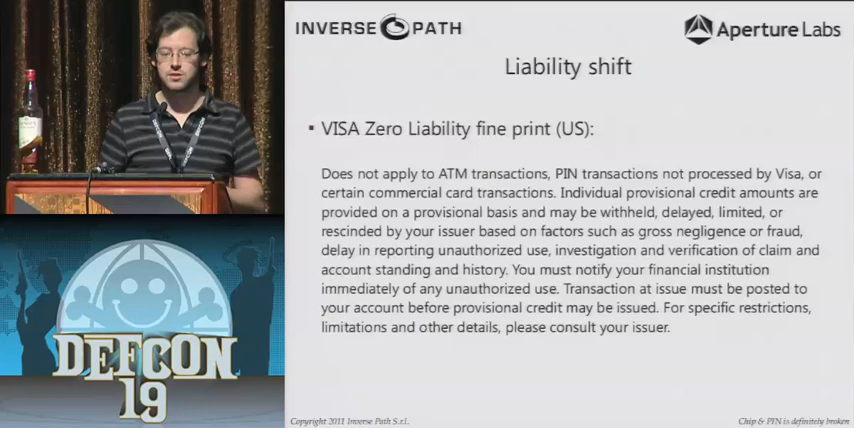 INVERSE PATH
Aperture Labs
Liability shift
▪ VISA Zero Liability fine print (US):
Does not apply to ATM transactions, PIN transactions not processed by Visa, or
certain commercial card transactions. Individual provisional credit amounts are
provided on a provisional basis and may be withheld, delayed, limited, or
rescinded by your issuer based on factors such as gross negligence or fraud,
delay in reporting unauthorized use, investigation and verification of claim and
account standing and history. You must notify your financial institution
immediately of any unauthorized use. Transaction at issue must be posted to
your account before provisional credit may be issued. For specific restrictions,
limitations and other details, please consult your issuer.
Copyright 2011 Inverse Path S.r.l.
Chip & PIN is definitely broken
DEFCON
19